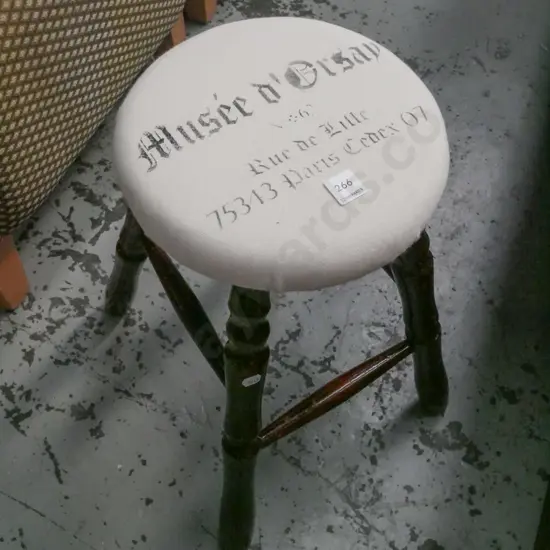 Musée d'Orsay
Rue de Lille
75313 Paris Cedex 07
266